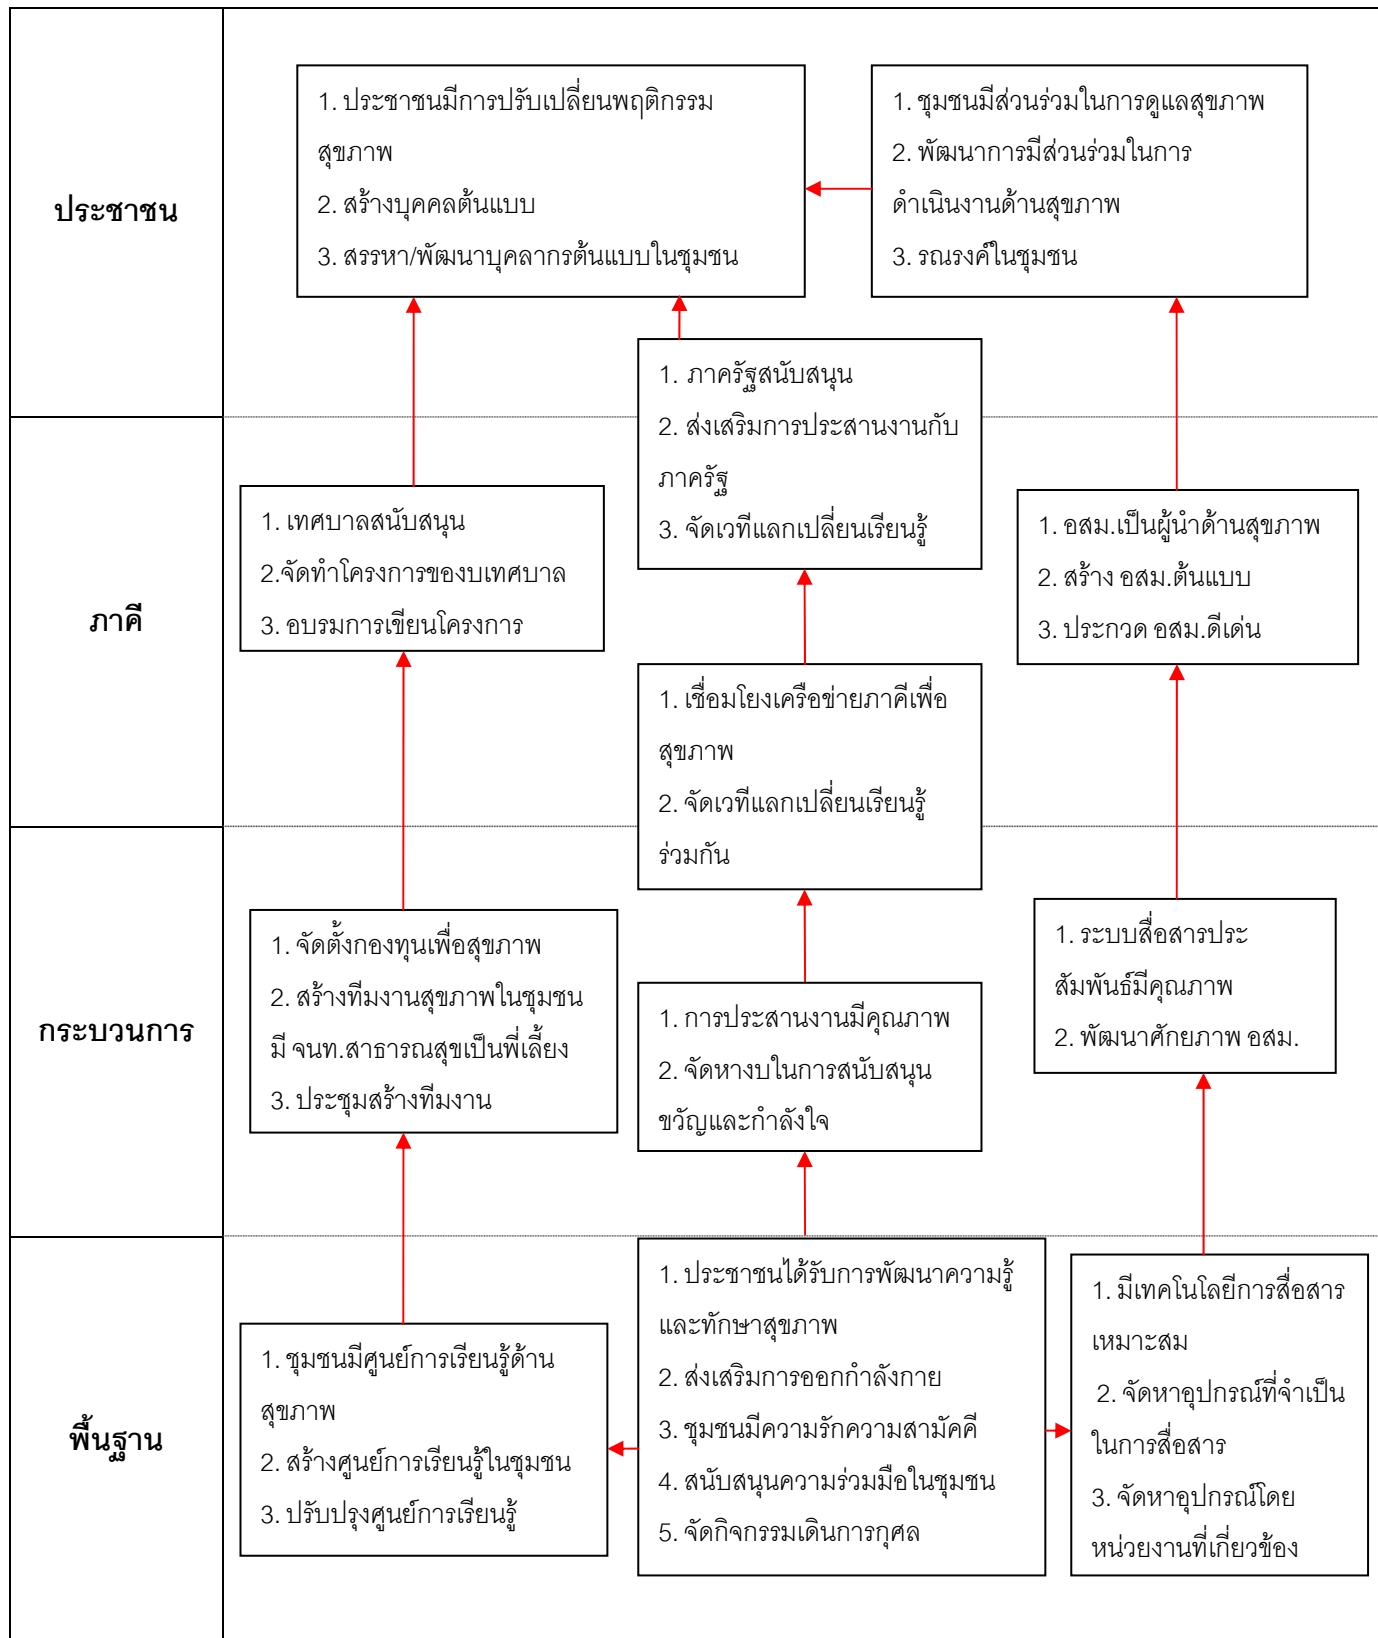 ประชาชน
1. ประชาชนมีการปรับเปลี่ยนพฤติกรรม
สุขภาพ
2. สร้างบุคคลต้นแบบ
3. สรรหา/พัฒนาบุคลากรต้นแบบในชุมชน
1. ชุมชนมีส่วนร่วมในการดูแลสุขภาพ
2. พัฒนาการมีส่วนร่วมในการ
ดำเนินงานด้านสุขภาพ
3. รณรงค์ในชุมชน
1. ภาครัฐสนับสนุน
2. ส่งเสริมการประสานงานกับ
ภาครัฐ
3. จัดเวทีแลกเปลี่ยนเรียนรู้
ภาคี
1. เทศบาลสนับสนุน
2.จัดทำโครงการของบเทศบาล
3. อบรมการเขียนโครงการ
1. อสม.เป็นผู้นำด้านสุขภาพ
2. สร้าง อสม.ต้นแบบ
3. ประกวด อสม.ดีเด่น
1. เชื่อมโยงเครือข่ายภาคีเพื่อ
สุขภาพ
2. จัดเวทีแลกเปลี่ยนเรียนรู้
ร่วมกัน
กระบวนการ
1. จัดตั้งกองทุนเพื่อสุขภาพ
2. สร้างทีมงานสุขภาพในชุมชน
มี จนท.สาธารณสุขเป็นพี่เลี้ยง
3. ประชุมสร้างทีมงาน
1. การประสานงานมีคุณภาพ
2. จัดหางบในการสนับสนุน
ขวัญและกำลังใจ
1. ระบบสื่อสารประ
สัมพันธ์มีคุณภาพ
2. พัฒนาศักยภาพ อสม.
พื้นฐาน
1. ชุมชนมีศูนย์การเรียนรู้ด้าน
สุขภาพ
2. สร้างศูนย์การเรียนรู้ในชุมชน
3. ปรับปรุงศูนย์การเรียนรู้
1. ประชาชนได้รับการพัฒนาความรู้
และทักษาสุขภาพ
2. ส่งเสริมการออกกำลังกาย
3. ชุมชนมีความรักความสามัคคี
4. สนับสนุนความร่วมมือในชุมชน
5. จัดกิจกรรมเดินการกุศล
1. มีเทคโนโลยีการสื่อสาร
เหมาะสม
2. จัดหาอุปกรณ์ที่จำเป็น
ในการสื่อสาร
3. จัดหาอุปกรณ์โดย
หน่วยงานที่เกี่ยวข้อง